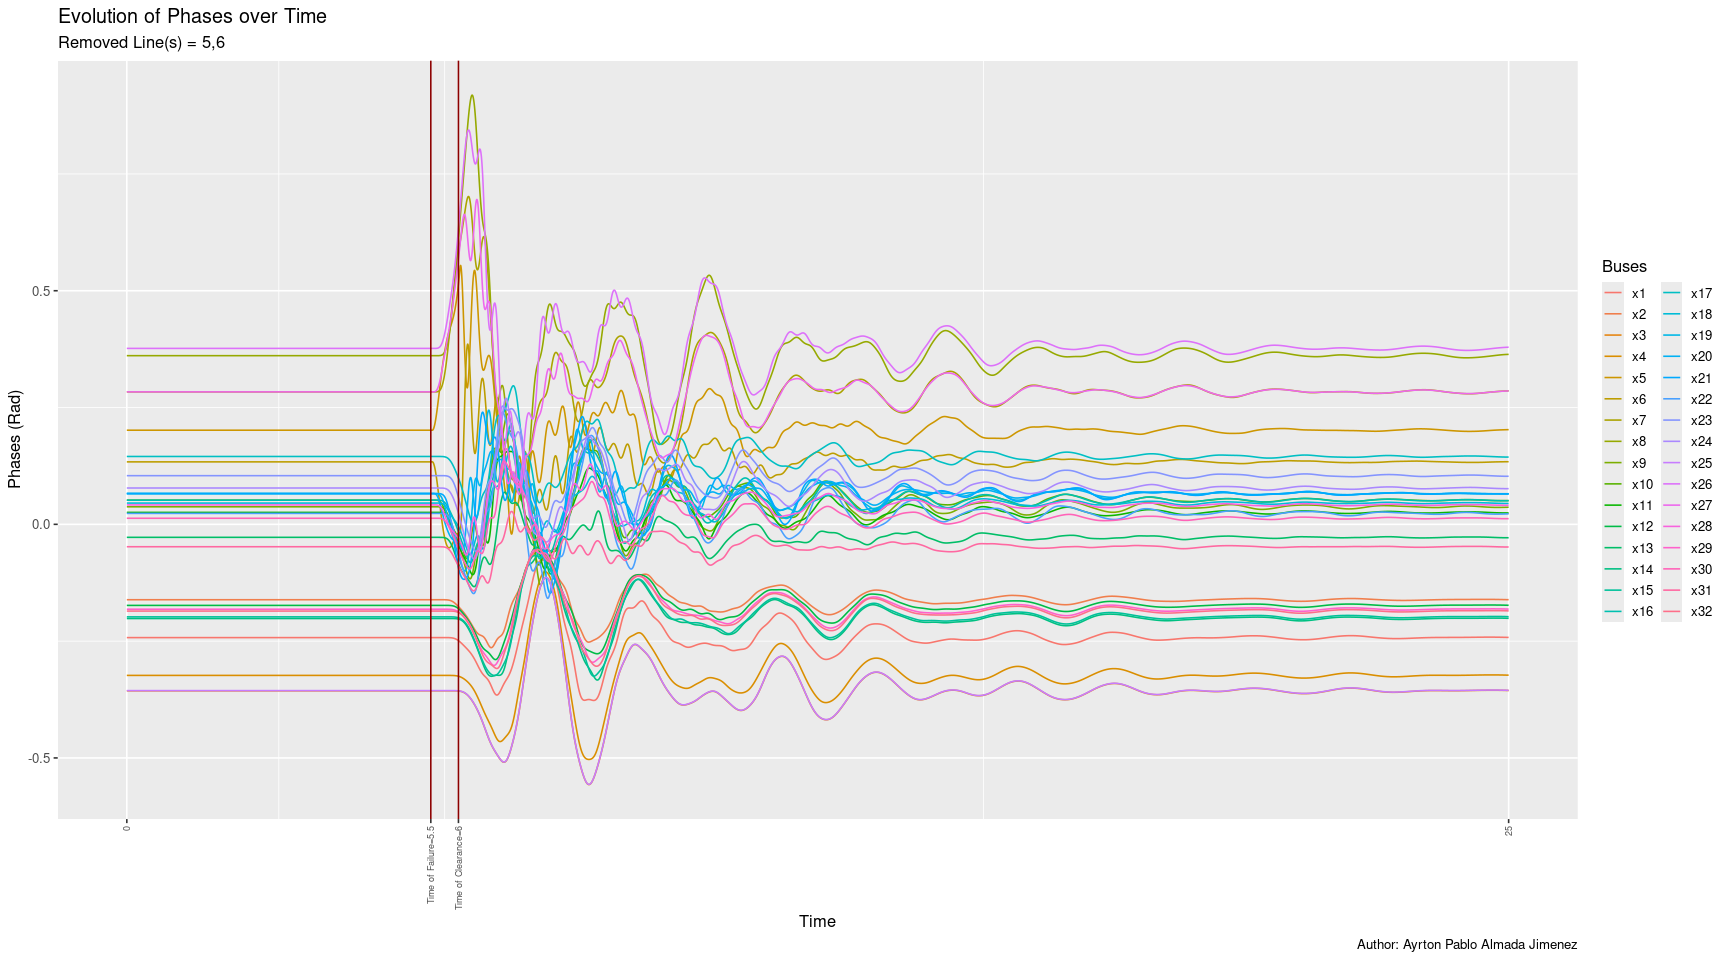 Evolution of Phases over Time
Removed Line(s) = 5,6
Phases (Rad)
0.5
0.0
-0.5
0
Time of Failure=5.5
Time of Clearance=6
25
Time
Buses
x1
x2
x3
x4
x5
x6
x7
x8
x9
x10
x11
x12
x13
x14
x15
x16
x17
x18
x19
x20
x21
x22
x23
x24
x25
x26
x27
x28
x29
x30
x31
x32
Author: Ayrton Pablo Almada Jimenez